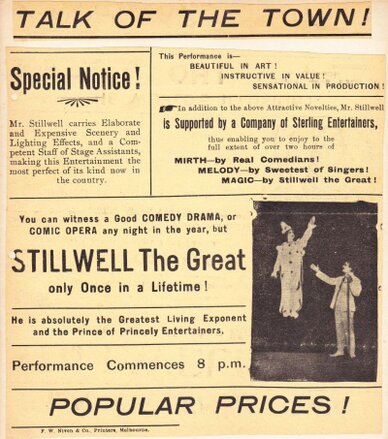 TALK OF THE TOWN!
Special Notice!
Mr. Stillwell carries Elaborate
and Expensive Scenery and
Lighting Effects, and a Com-
petent Staff of Stage Assistants,
making this Entertainment the
most perfect of its kind now in
the country.
This Performance is—
BEAUTIFUL IN ART!
INSTRUCTIVE IN VALUE!
SENSATIONAL IN PRODUCTION!
☛ In addition to the above Attractive Novelties, Mr. Stillwell
is Supported by a Company of Sterling Entertainers,
thus enabling you to enjoy to the
full extent of over two hours of
MIRTH—by Real Comedians!
MELODY—by Sweetest of Singers!
MAGIC—by Stillwell the Great!
You can witness a Good COMEDY DRAMA, or
COMIC OPERA any night in the year, but
STILLWELL The Great
only Once in a Lifetime!
He is absolutely the Greatest Living Exponent
and the Prince of Princely Entertainers.
Performance Commences 8 p.m.
POPULAR PRICES!
F. W. Niven & Co., Printers, Melbourne.